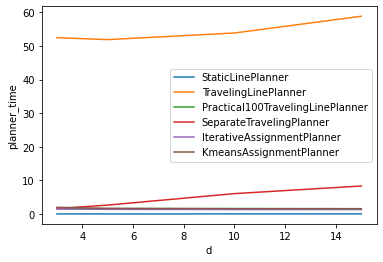 60
50
40
30
20
10
0
planner_time
StaticLinePlanner
TravelingLinePlanner
Practical100TravelingLinePlanner
SeparateTravelingPlanner
IterativeAssignmentPlanner
KmeansAssignmentPlanner
4 6 8 10 12 14
d